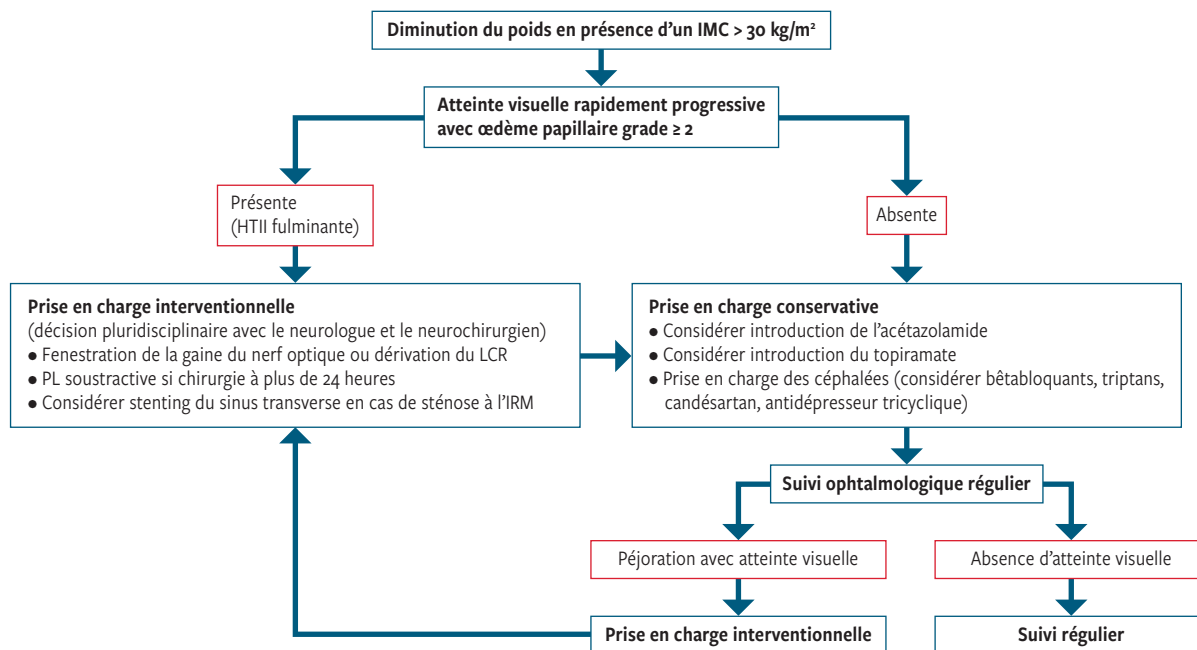 Diminution du poids en présence d’un IMC > 30 kg/m²
Atteinte visuelle rapidement progressive
avec œdème papillaire grade ≥ 2
Présente
(HTII fulminante)
Absente
Prise en charge interventionnelle
(décision pluridisciplinaire avec le neurologue et le neurochirurgien)
● Fenestration de la gaine du nerf optique ou dérivation du LCR
● PL soustractive si chirurgie à plus de 24 heures
● Considérer stenting du sinus transverse en cas de sténose à l’IRM
Prise en charge conservative
● Considérer introduction de l’acétazolamide
● Considérer introduction du topiramate
● Prise en charge des céphalées (considérer bêtabloquants, triptans,
candésartan, antidépresseur tricyclique)
Suivi ophtalmologique régulier
Péjoration avec atteinte visuelle
Absence d’atteinte visuelle
Prise en charge interventionnelle
Suivi régulier